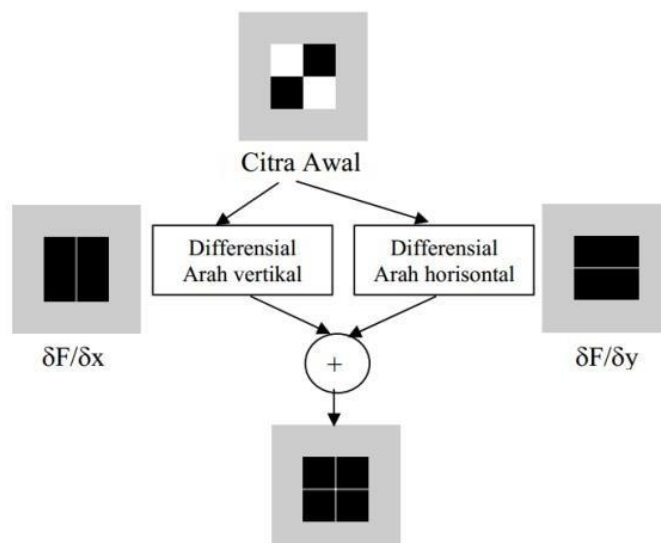 Citra Awal
Differensial
Arah vertikal
Differensial
Arah horisontal
δF/δx
δF/δy
+